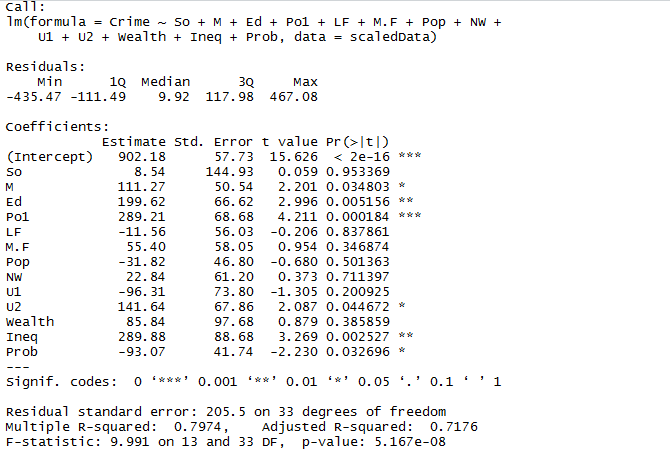 Call:
lm(formula = Crime ~ So + M + Ed + Po1 + LF + M.F + Pop + NW +
    U1 + U2 + Wealth + Ineq + Prob, data = scaledData)
Residuals:
    Min      1Q  Median      3Q     Max
-435.47 -111.49    9.92  117.98  467.08
Coefficients:
            Estimate Std. Error t value Pr(>|t|)
(Intercept)   902.18      57.73  15.626  < 2e-16 ***
So              8.54     144.93   0.059 0.953369
M             111.27      50.54   2.201 0.034803 *
Ed            199.62      66.62   2.996 0.005156 **
Po1           289.21      68.68   4.211 0.000184 ***
LF            -11.56      56.03  -0.206 0.837861
M.F            55.40      58.05   0.954 0.346874
Pop           -31.82      46.80  -0.680 0.501363
NW             22.84      61.20   0.373 0.711397
U1            -96.31      73.80  -1.305 0.200925
U2            141.64      67.86   2.087 0.044672 *
Wealth         85.84      97.68   0.879 0.385859
Ineq          289.88      88.68   3.269 0.002527 **
Prob          -93.07      41.74  -2.230 0.032696 *
---
Signif. codes:  0 ‘***’ 0.001 ‘**’ 0.01 ‘*’ 0.05 ‘.’ 0.1 ‘ ’ 1
Residual standard error: 205.5 on 33 degrees of freedom
Multiple R-squared:  0.7974,    Adjusted R-squared:  0.7176
F-statistic: 9.991 on 13 and 33 DF,  p-value: 5.167e-08